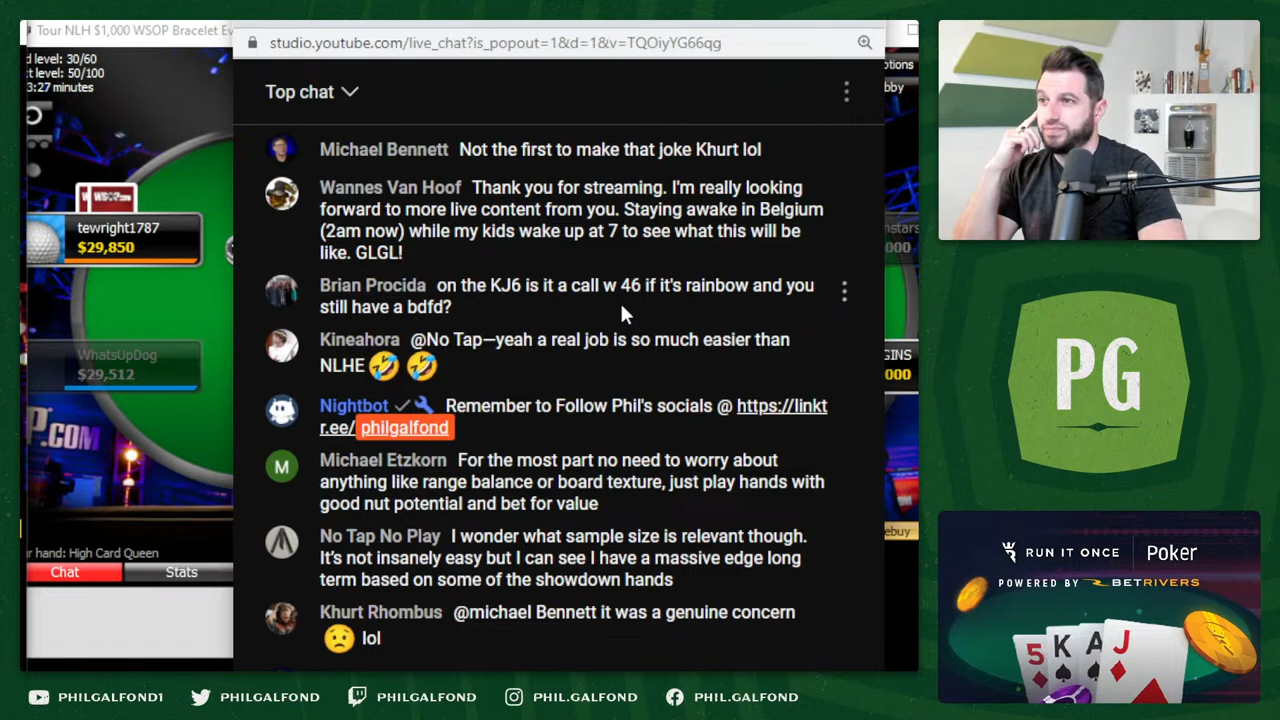 Tour NLH $1,000 WSOP Bracelet Ev
d level: 30/60
t level: 50/100
3:27 minutes
tewright1787
$29,850
WhatsUpDog
$29,512
P.COM
r hand: High Card Queen
Chat
Stats
studio.youtube.com/live_chat?is_popout=1&d=1&v=TQOiyYG66qg
Top chat
Michael Bennett Not the first to make that joke Khurt lol
Wannes Van Hoof Thank you for streaming. I'm really looking
forward to more live content from you. Staying awake in Belgium
(2am now) while my kids wake up at 7 to see what this will be
like. GLGL!
Brian Procida on the KJ6 is it a call w 46 if it's rainbow and you
still have a bdfd?
Kineahora @No Tap—yeah a real job is so much easier than
NLHE 🤣 🤣
Nightbot Remember to Follow Phil's socials @ https://linkt
r.ee/ philgalfond
M
Michael Etzkorn For the most part no need to worry about
anything like range balance or board texture, just play hands with
good nut potential and bet for value
No Tap No Play I wonder what sample size is relevant though.
It's not insanely easy but I can see I have a massive edge long
term based on some of the showdown hands
Khurt Rhombus @michael Bennett it was a genuine concern
😟 lol
ptions
bby
nstars
000
GINS
000
ebuy
PG
RUN IT ONCE Poker
POWERED BY BETRIVERS
5 K A J
PHILGALFOND1
PHILGALFOND
PHILGALFOND
PHIL.GALFOND
PHIL.GALFOND